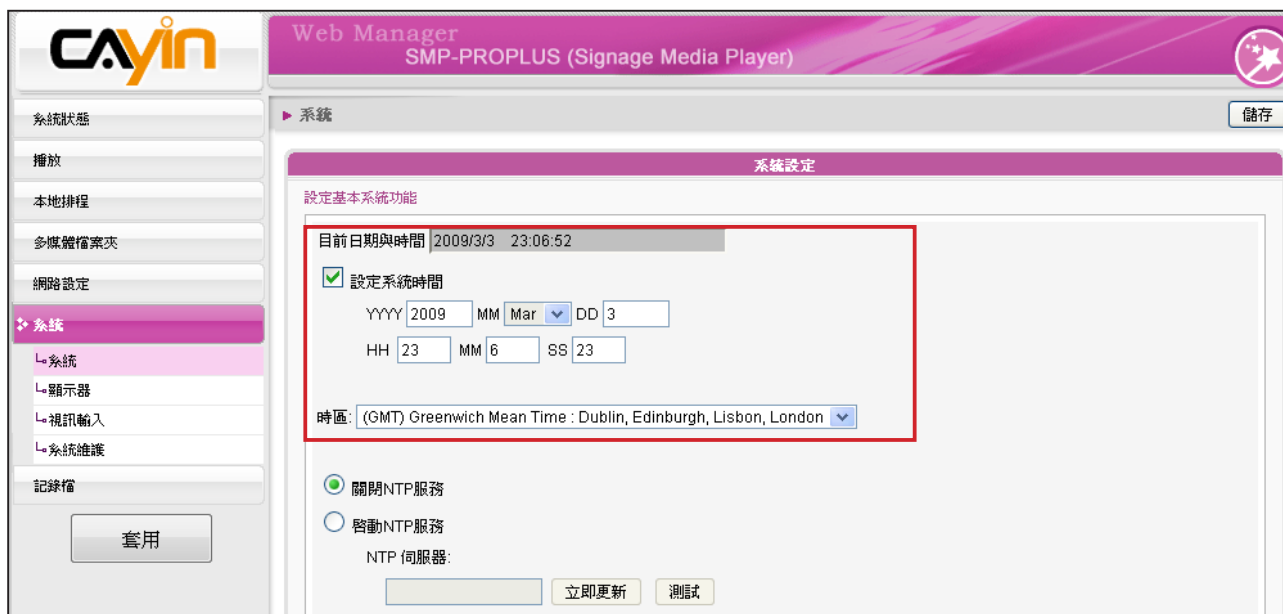 CAYIN
Web Manager
SMP-PROPLUS (Signage Media Player)
系統狀態
播放
本地排程
多媒體檔案夾
網路設定
系統
系統
顯示器
視訊輸入
系統維護
記錄檔
套用
系統
儲存
系統設定
設定基本系統功能
目前日期與時間 2009/3/3 23:06:52
設定系統時間
YYYY 2009 MM Mar DD 3
HH 23 MM 6 SS 23
時區: (GMT) Greenwich Mean Time : Dublin, Edinburgh, Lisbon, London
關閉NTP服務
啓動NTP服務
NTP 伺服器:
立即更新 測試